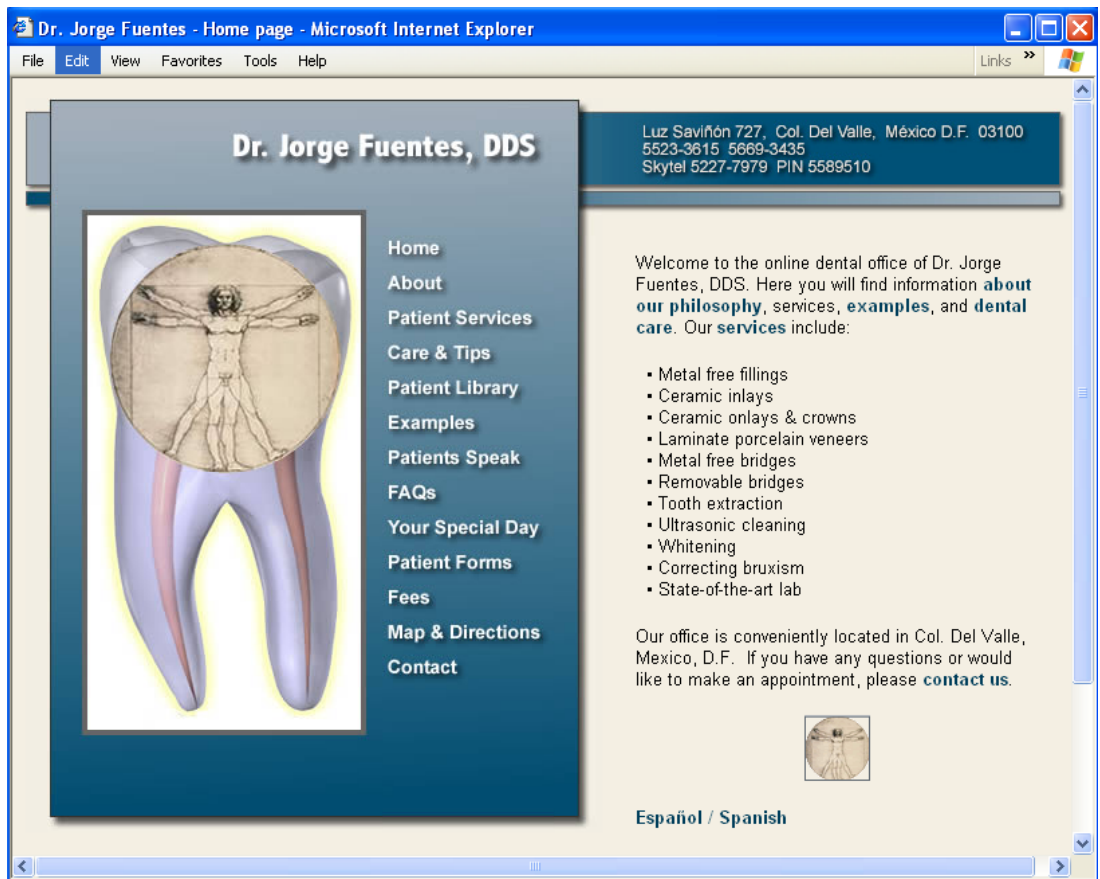 Dr. Jorge Fuentes - Home page - Microsoft Internet Explorer
File Edit View Favorites Tools Help
Links »
Dr. Jorge Fuentes, DDS
Luz Saviñón 727, Col. Del Valle, México D.F. 03100
5523-3615 5669-3435
Skytel 5227-7979 PIN 5589510
Home
About
Patient Services
Care & Tips
Patient Library
Examples
Patients Speak
FAQs
Your Special Day
Patient Forms
Fees
Map & Directions
Contact
Welcome to the online dental office of Dr. Jorge
Fuentes, DDS. Here you will find information about
our philosophy, services, examples, and dental
care. Our services include:
▪ Metal free fillings
▪ Ceramic inlays
▪ Ceramic onlays & crowns
▪ Laminate porcelain veneers
▪ Metal free bridges
▪ Removable bridges
▪ Tooth extraction
▪ Ultrasonic cleaning
▪ Whitening
▪ Correcting bruxism
▪ State-of-the-art lab
Our office is conveniently located in Col. Del Valle,
Mexico, D.F. If you have any questions or would
like to make an appointment, please contact us.
Español / Spanish